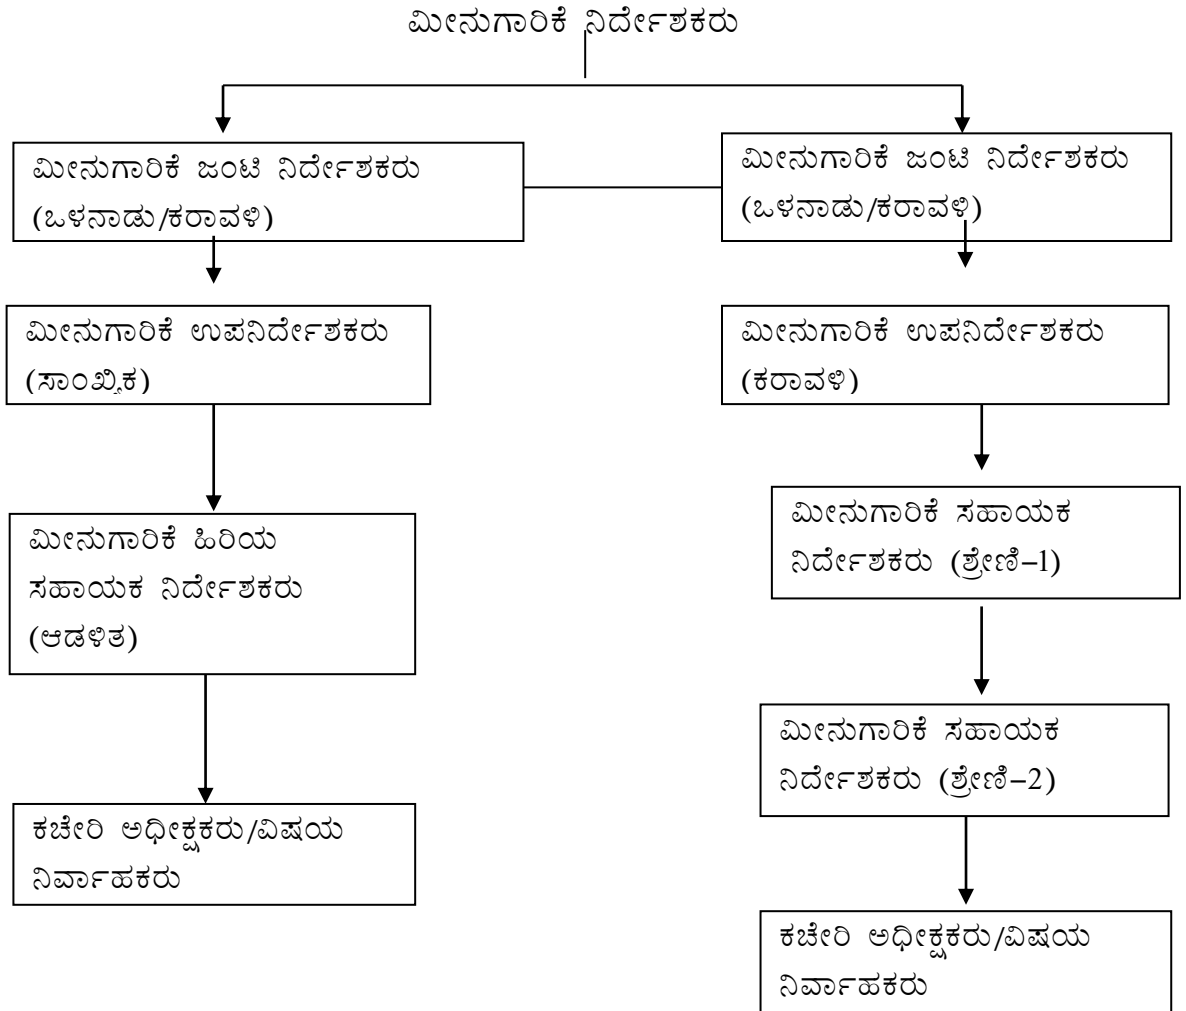 ಮೀನುಗಾರಿಕೆ ನಿರ್ದೇಶಕರು
ಮೀನುಗಾರಿಕೆ ಜಂಟಿ ನಿರ್ದೇಶಕರು
(ಒಳನಾಡು/ಕರಾವಳಿ)
ಮೀನುಗಾರಿಕೆ ಜಂಟಿ ನಿರ್ದೇಶಕರು
(ಒಳನಾಡು/ಕರಾವಳಿ)
ಮೀನುಗಾರಿಕೆ ಉಪನಿರ್ದೇಶಕರು
(ಸಾಂಖ್ಯಿಕ)
ಮೀನುಗಾರಿಕೆ ಉಪನಿರ್ದೇಶಕರು
(ಕರಾವಳಿ)
ಮೀನುಗಾರಿಕೆ ಹಿರಿಯ
ಸಹಾಯಕ ನಿರ್ದೇಶಕರು
(ಆಡಳಿತ)
ಮೀನುಗಾರಿಕೆ ಸಹಾಯಕ
ನಿರ್ದೇಶಕರು (ಶ್ರೇಣಿ–1)
ಮೀನುಗಾರಿಕೆ ಸಹಾಯಕ
ನಿರ್ದೇಶಕರು (ಶ್ರೇಣಿ–2)
ಕಚೇರಿ ಅಧೀಕ್ಷಕರು/ವಿಷಯ
ನಿರ್ವಾಹಕರು
ಕಚೇರಿ ಅಧೀಕ್ಷಕರು/ವಿಷಯ
ನಿರ್ವಾಹಕರು